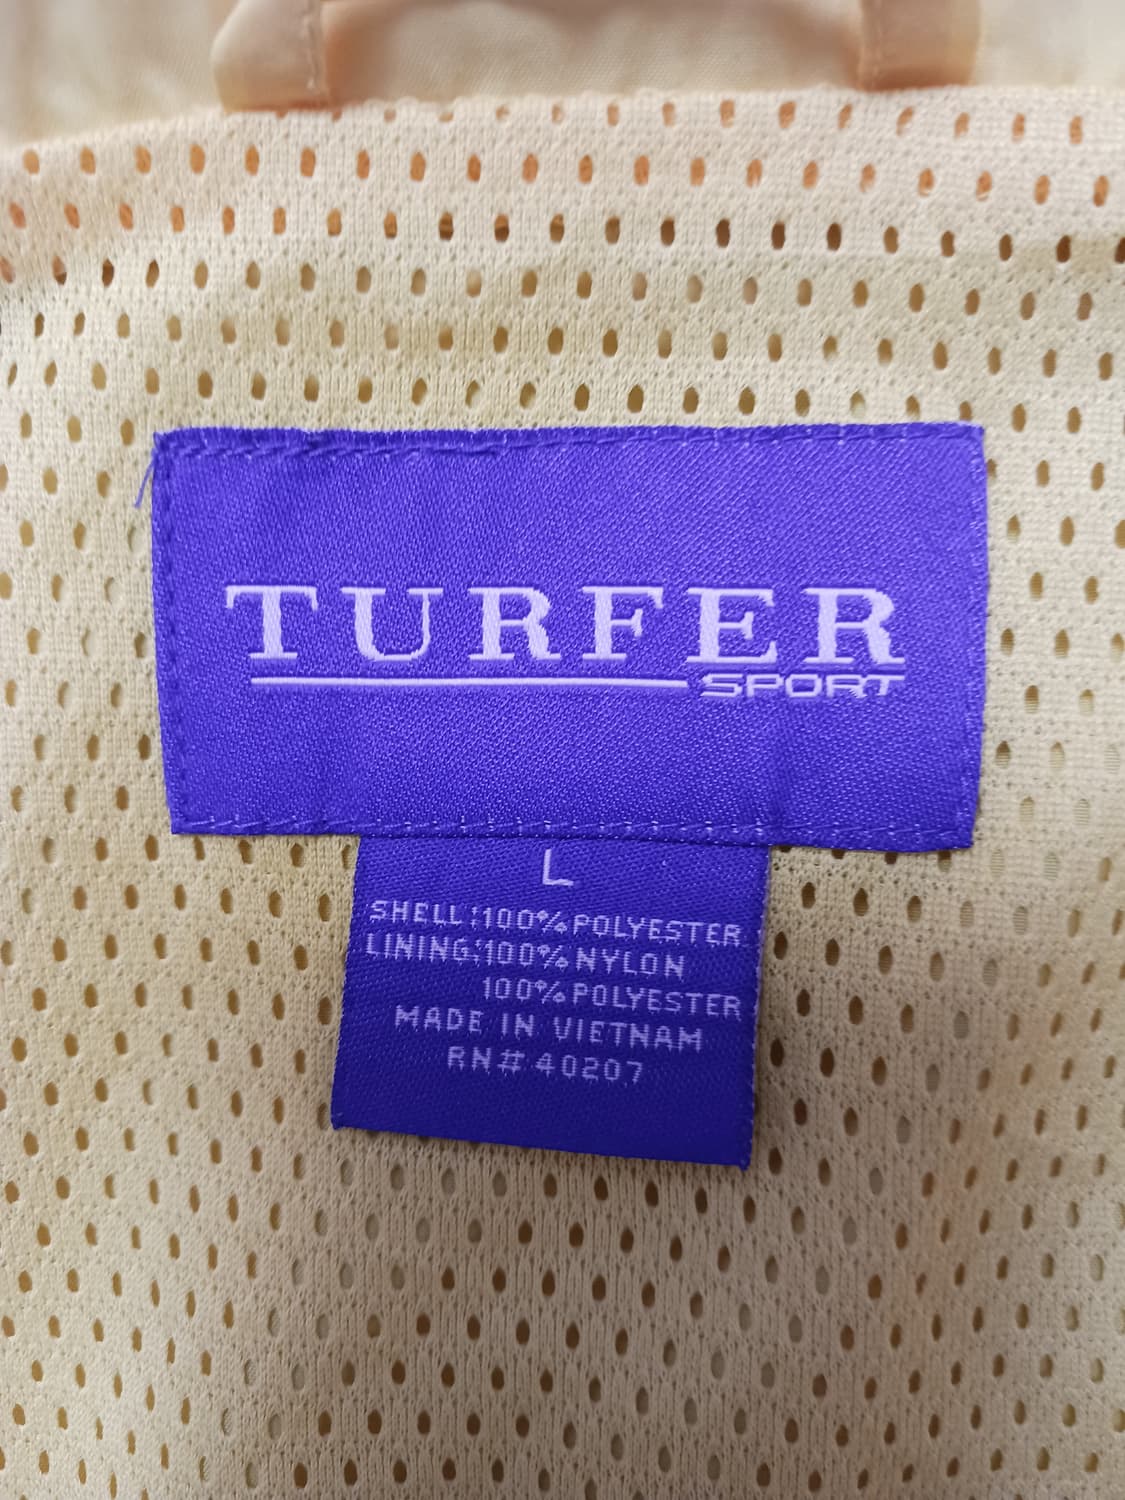 TURFER
SPORT
L
SHELL:100%POLYESTER
LINING:100%NYLON
100%POLYESTER
MADE IN VIETNAM
RN#40207